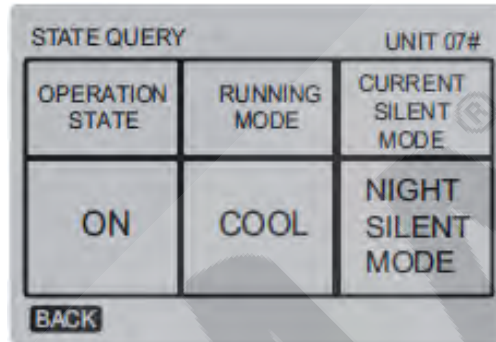 STATE QUERY UNIT 07#
OPERATION STATE RUNNING MODE CURRENT SILENT MODE
ON COOL NIGHT SILENT MODE
BACK